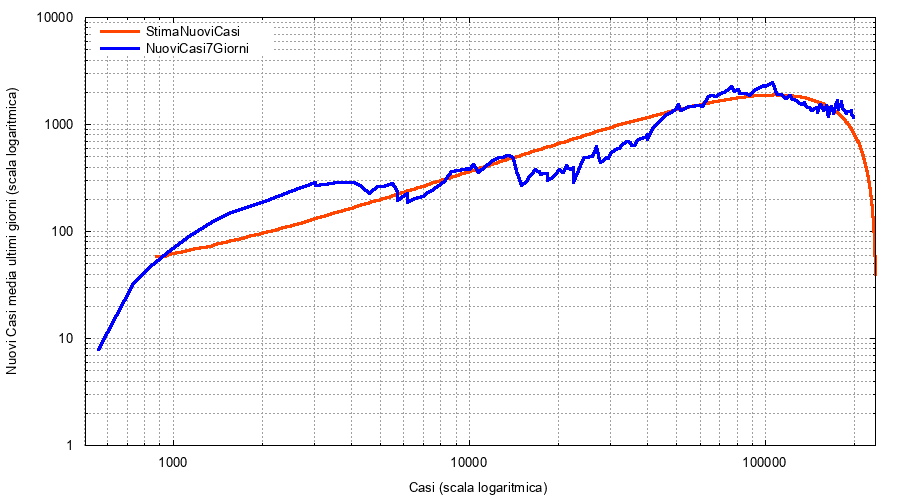 10000
StimaNuoviCasi
NuoviCasi7Giorni
1000
100
10
1
Nuovi Casi media ultimi giorni (scala logaritmica)
1000 10000 100000
Casi (scala logaritmica)